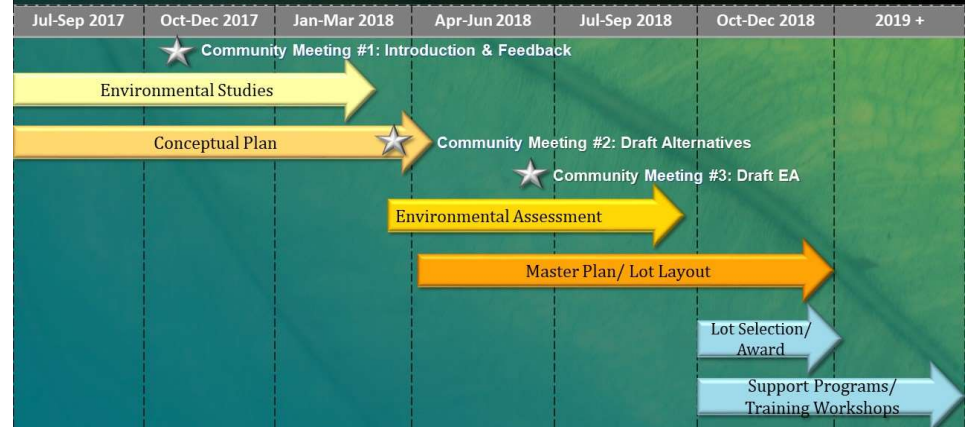 Jul-Sep 2017 Oct-Dec 2017 Jan-Mar 2018 Apr-Jun 2018 Jul-Sep 2018 Oct-Dec 2018 2019 +
Community Meeting #1: Introduction & Feedback
Environmental Studies
Conceptual Plan
Community Meeting #2: Draft Alternatives
Community Meeting #3: Draft EA
Environmental Assessment
Master Plan/ Lot Layout
Lot Selection/
Award
Support Programs/
Training Workshops